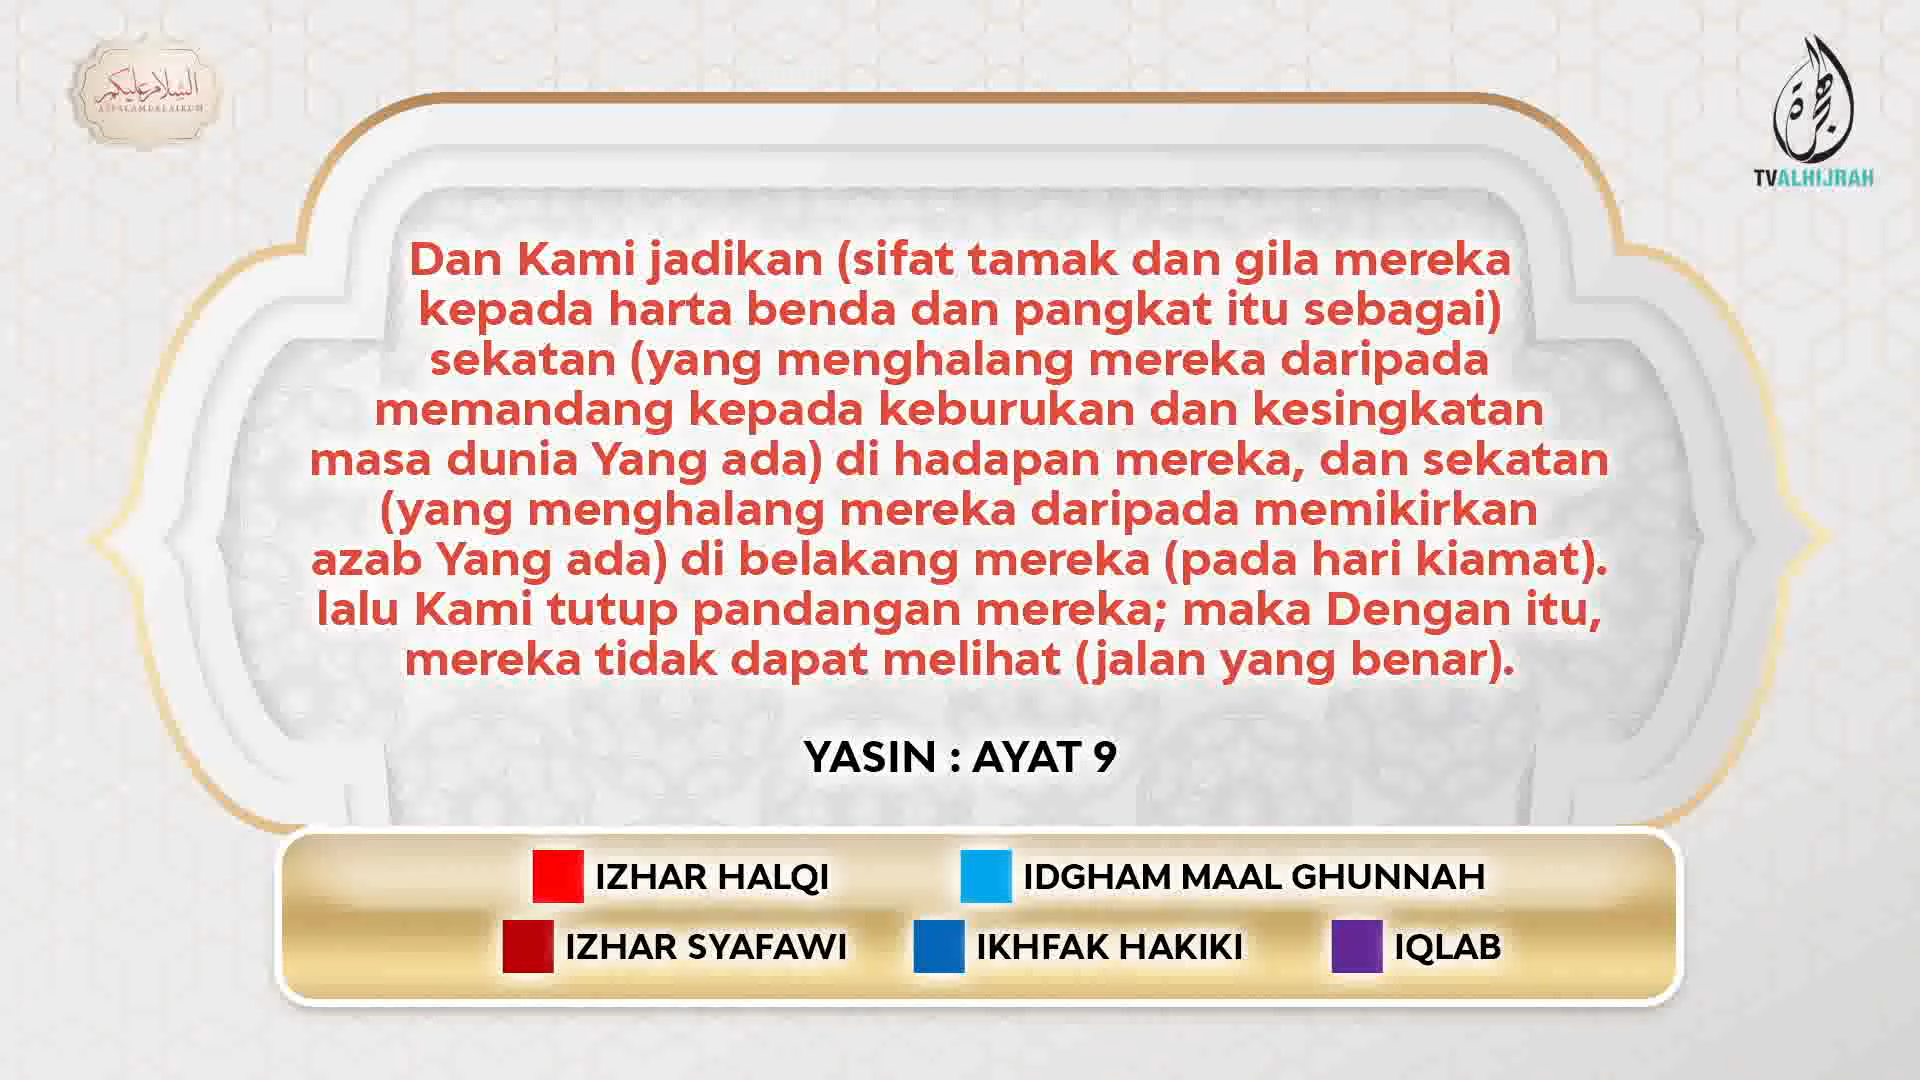 السلام عليكم
ASSALAMUALAIKUM
الهجرة
TVALHIJRAH
Dan Kami jadikan (sifat tamak dan gila mereka
kepada harta benda dan pangkat itu sebagai)
sekatan (yang menghalang mereka daripada
memandang kepada keburukan dan kesingkatan
masa dunia Yang ada) di hadapan mereka, dan sekatan
(yang menghalang mereka daripada memikirkan
azab Yang ada) di belakang mereka (pada hari kiamat).
lalu Kami tutup pandangan mereka; maka Dengan itu,
mereka tidak dapat melihat (jalan yang benar).
YASIN : AYAT 9
IZHAR HALQI IDGHAM MAAL GHUNNAH
IZHAR SYAFAWI IKHFAK HAKIKI IQLAB